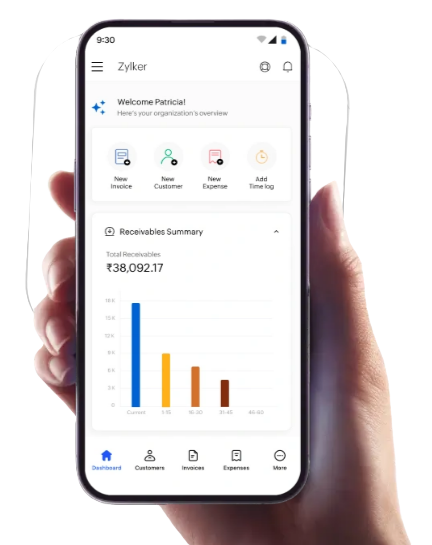 9:30
Zylker
Welcome Patricia!
Here's your organization's overview
New Invoice
New Customer
New Expense
Add Time log
Receivables Summary
Total Receivables
₹38,092.17
18 K
15 K
12 K
9 K
6 K
3 K
0
Current 1-15 16-30 31-45 46-60
Dashboard Customers Invoices Expenses More